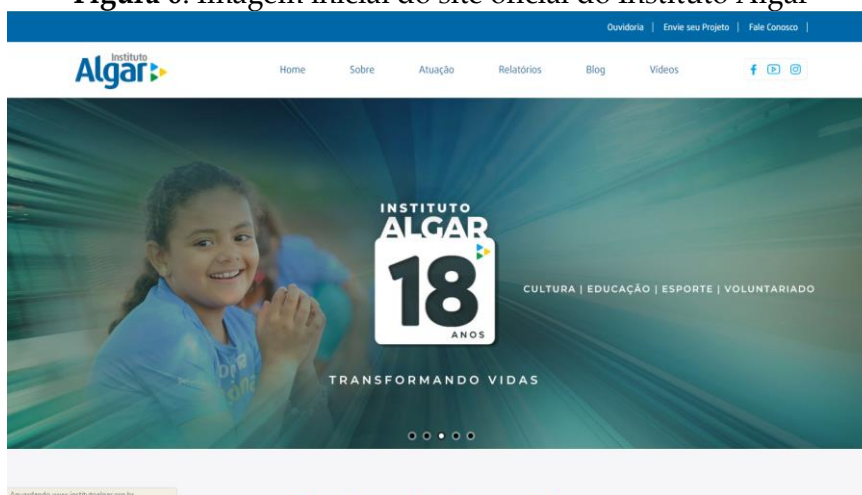 Figura 6: Imagem inicial do site oficial do Instituto Algar
Ouvidoria | Envie seu Projeto | Fale Conosco |
Instituto
Algar
Home Sobre Atuação Relatórios Blog Vídeos
INSTITUTO
ALGAR
18
ANOS
CULTURA | EDUCAÇÃO | ESPORTE | VOLUNTARIADO
TRANSFORMANDO VIDAS